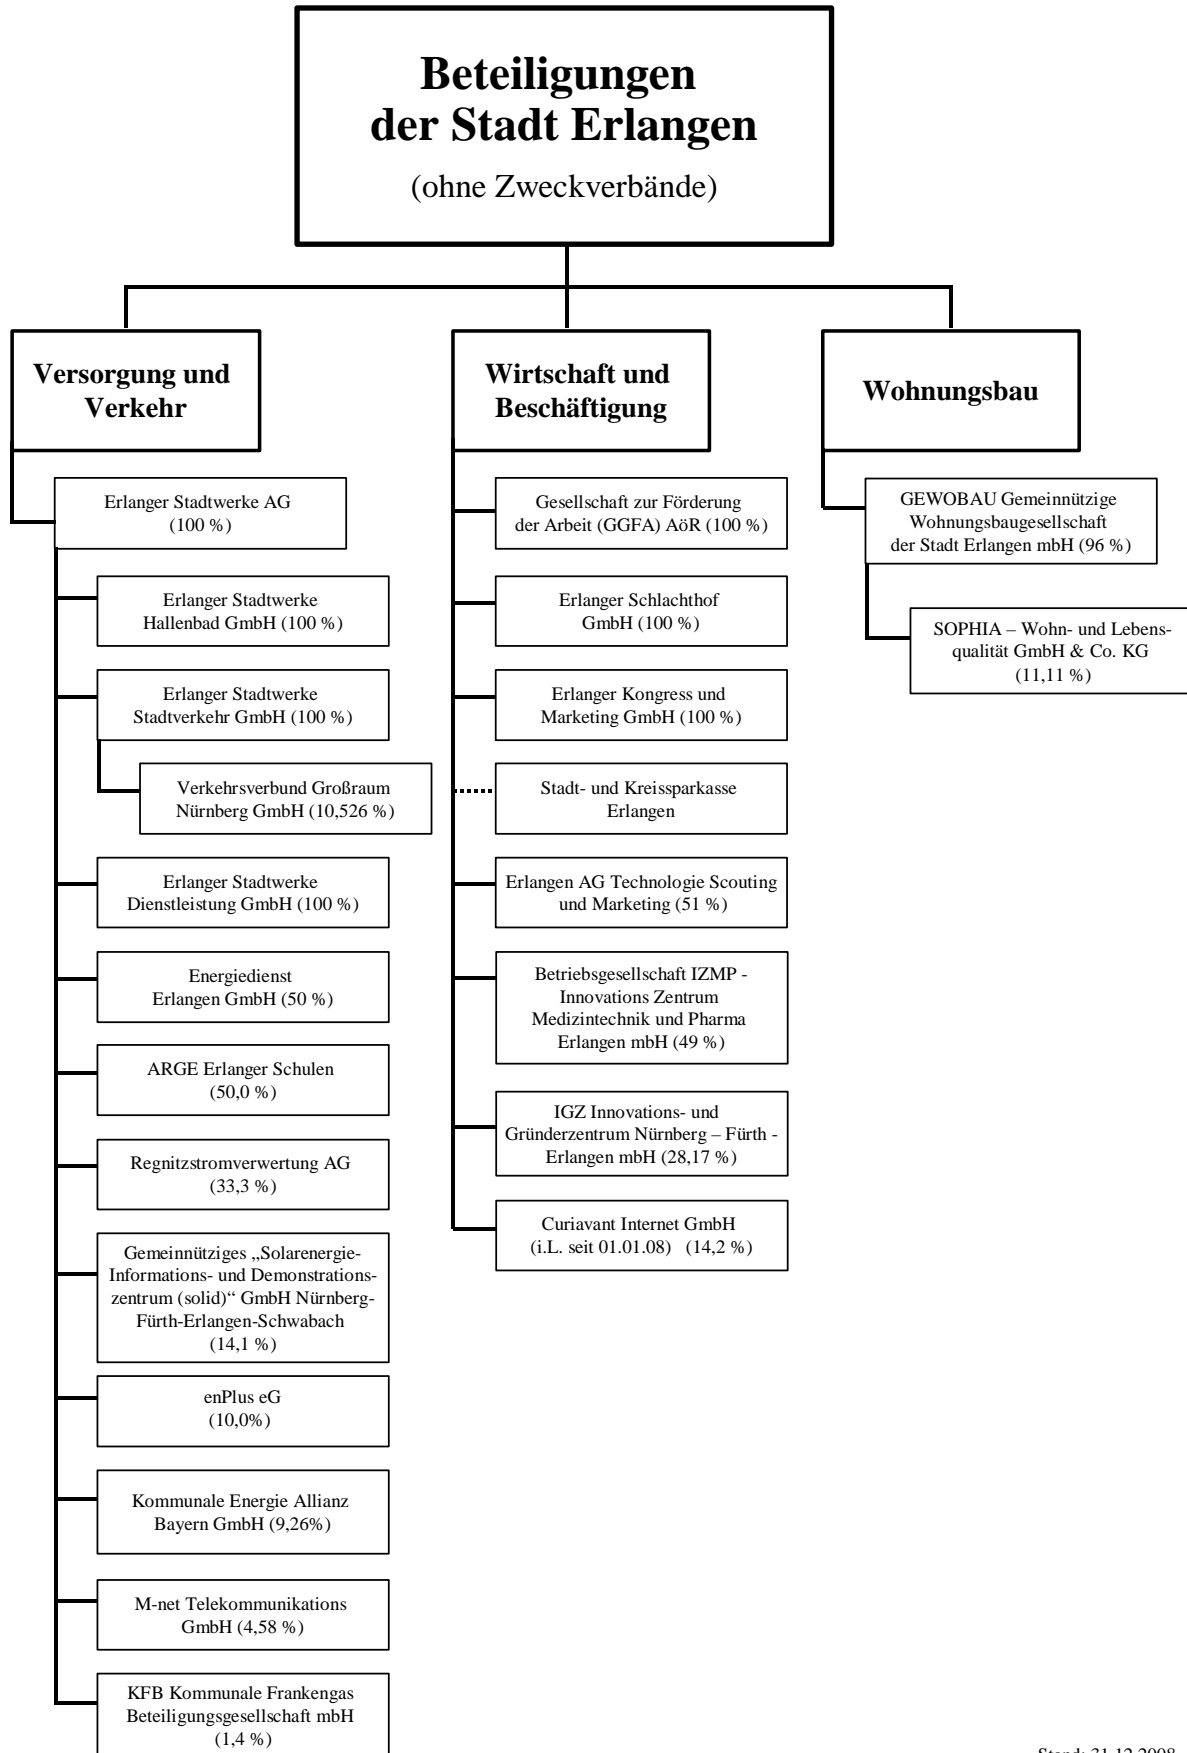 Beteiligungen
der Stadt Erlangen
(ohne Zweckverbände)
Versorgung und
Verkehr
Erlanger Stadtwerke AG
(100 %)
Erlanger Stadtwerke
Hallenbad GmbH (100 %)
Erlanger Stadtwerke
Stadtverkehr GmbH (100 %)
Verkehrsverbund Großraum
Nürnberg GmbH (10,526 %)
Erlanger Stadtwerke
Dienstleistung GmbH (100 %)
Energiedienst
Erlangen GmbH (50 %)
ARGE Erlanger Schulen
(50,0 %)
Regnitzstromverwertung AG
(33,3 %)
Gemeinnütziges „Solarenergie-
Informations- und Demonstrations-
zentrum (solid)“ GmbH Nürnberg-
Fürth-Erlangen-Schwabach
(14,1 %)
enPlus eG
(10,0%)
Kommunale Energie Allianz
Bayern GmbH (9,26%)
M-net Telekommunikations
GmbH (4,58 %)
KFB Kommunale Frankengas
Beteiligungsgesellschaft mbH
(1,4 %)
Wirtschaft und
Beschäftigung
Gesellschaft zur Förderung
der Arbeit (GGFA) AöR (100 %)
Erlanger Schlachthof
GmbH (100 %)
Erlanger Kongress und
Marketing GmbH (100 %)
Stadt- und Kreissparkasse
Erlangen
Erlangen AG Technologie Scouting
und Marketing (51 %)
Betriebsgesellschaft IZMP -
Innovations Zentrum
Medizintechnik und Pharma
Erlangen mbH (49 %)
IGZ Innovations- und
Gründerzentrum Nürnberg – Fürth -
Erlangen mbH (28,17 %)
Curiavant Internet GmbH
(i.L. seit 01.01.08) (14,2 %)
Wohnungsbau
GEWOBAU Gemeinnützige
Wohnungsbaugesellschaft
der Stadt Erlangen mbH (96 %)
SOPHIA – Wohn- und Lebens-
qualität GmbH & Co. KG
(11,11 %)
Stand: 31.12.2008